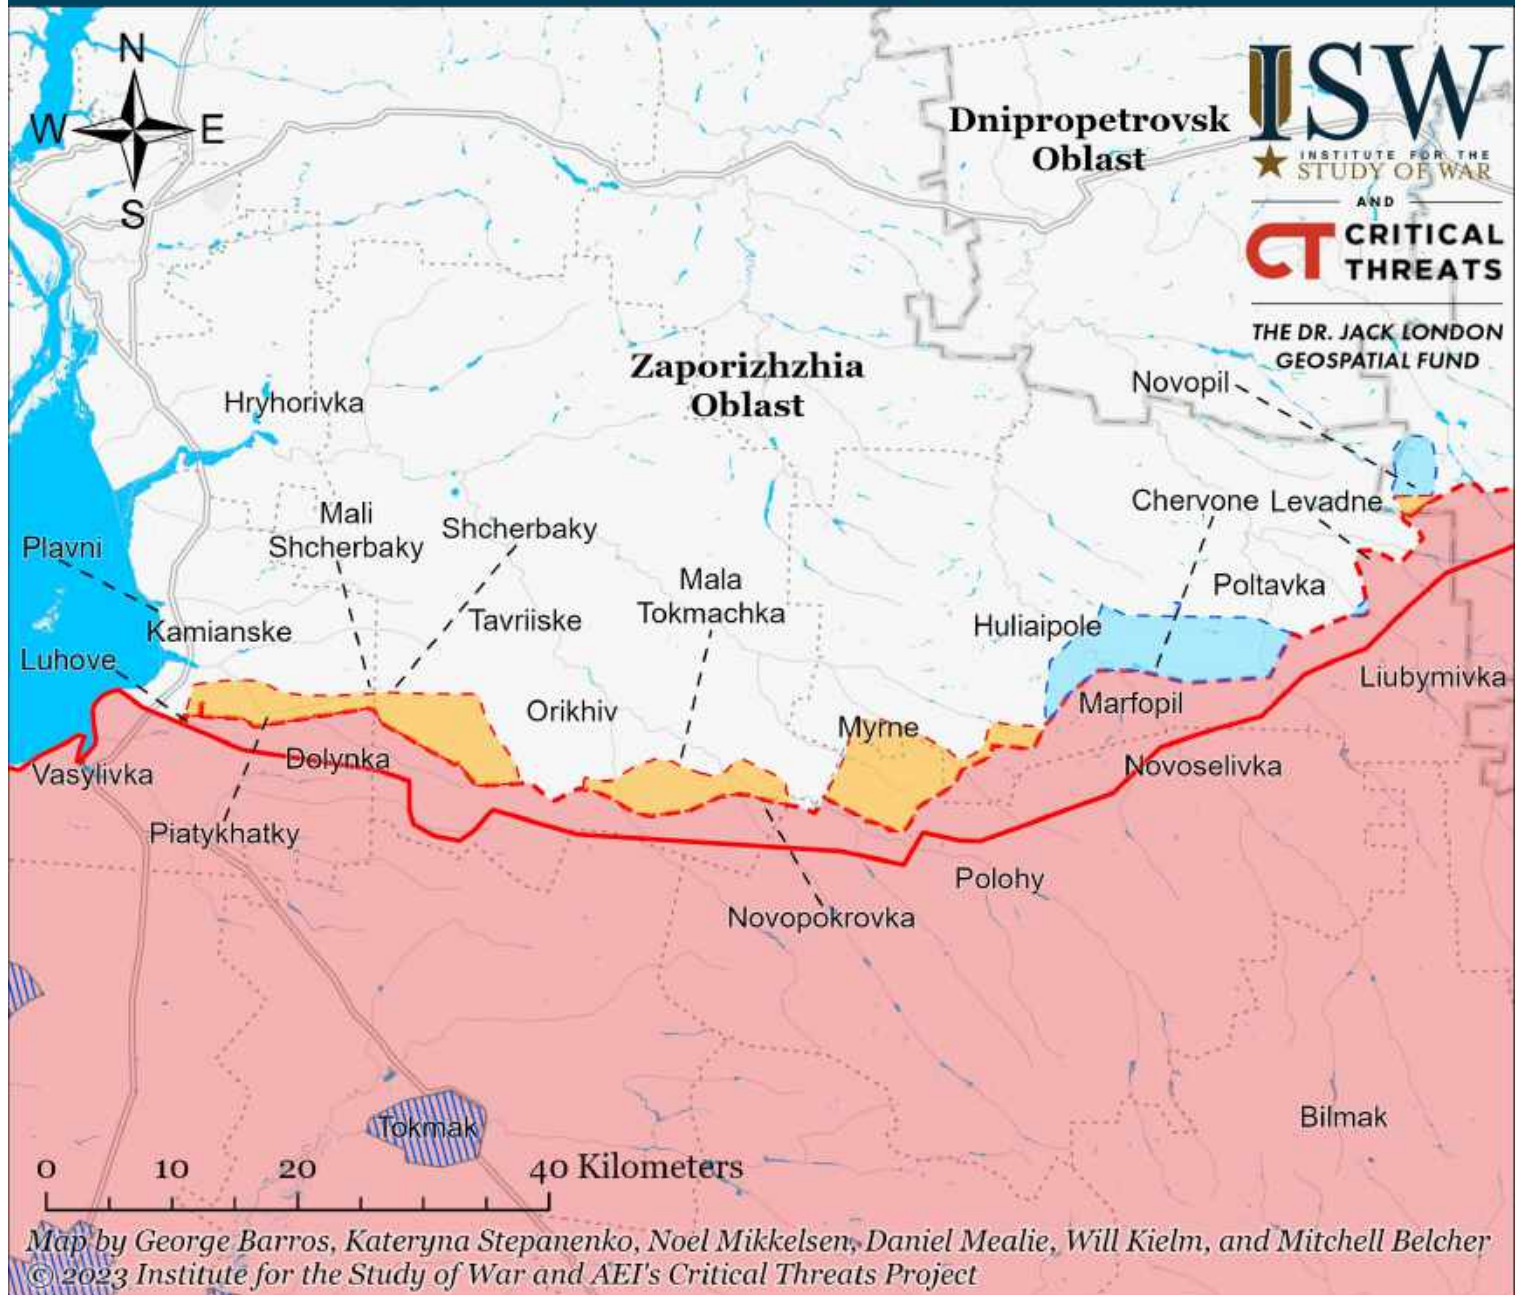 N
W
E
S
Dnipropetrovsk
Oblast
ISW
INSTITUTE FOR THE
STUDY OF WAR
AND
CT CRITICAL
THREATS
THE DR. JACK LONDON
GEOSPATIAL FUND
Zaporizhzhia
Oblast
Novopil
Hryhorivka
Chervone
Levadne
Mali
Shcherbaky
Shcherbaky
Plavni
Mala
Tokmachka
Poltavka
Tavriiske
Huliaipole
Kamianske
Luhove
Liubymivka
Marfopil
Orikhiv
Myrne
Dolynka
Novoselivka
Vasylivka
Piatykhatky
Polohy
Novopokrovka
Bilmak
Tokmak
0 10 20 40 Kilometers
Map by George Barros, Kateryna Stepanenko, Noel Mikkelsen, Daniel Mealie, Will Kielm, and Mitchell Belcher
© 2023 Institute for the Study of War and AEI's Critical Threats Project